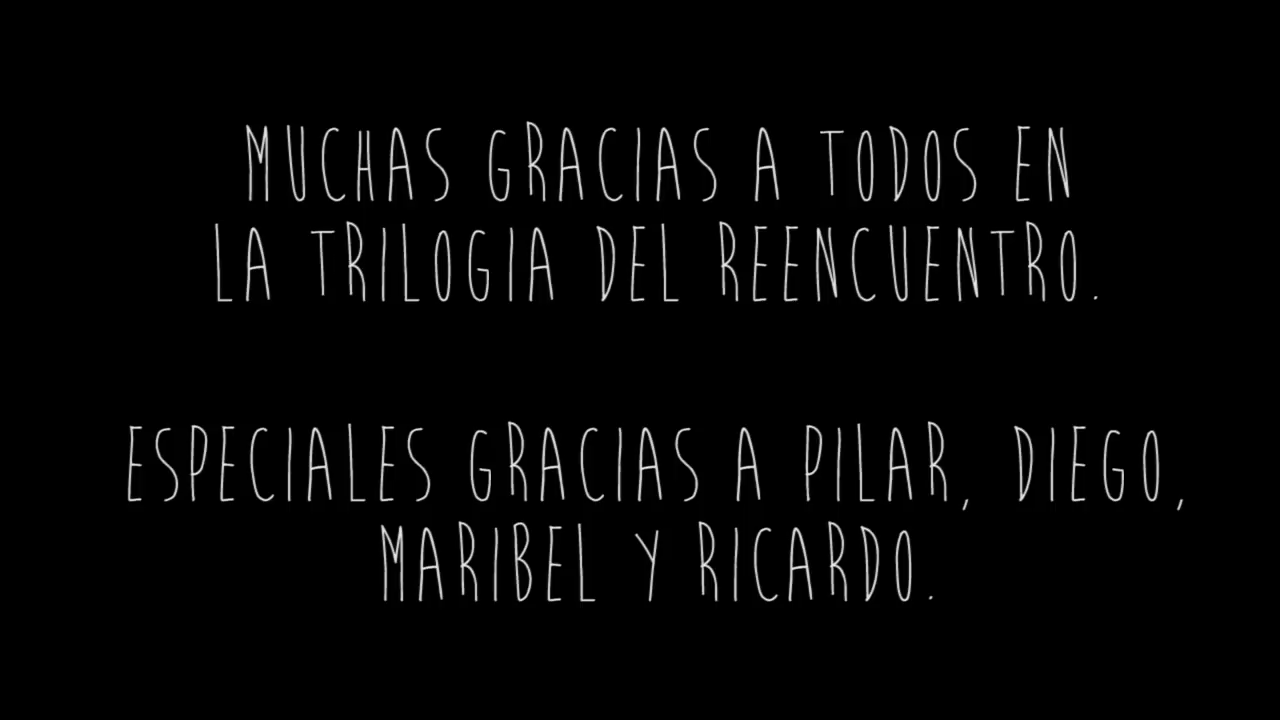 MUCHAS GRACIAS A TODOS EN
LA TRILOGIA DEL REENCUENTRO.
ESPECIALES GRACIAS A PILAR, DIEGO,
MARIBEL Y RICARDO.